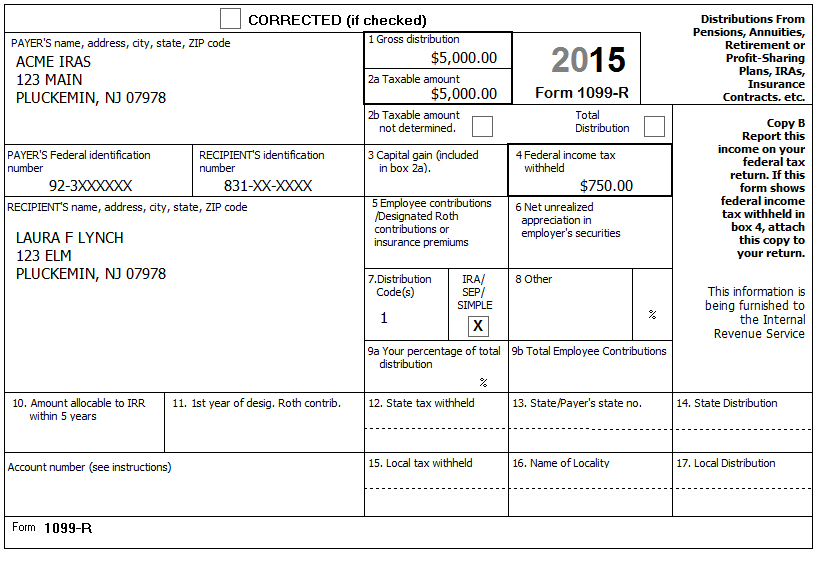 CORRECTED (if checked)
Distributions From
Pensions, Annuities,
Retirement or
Profit-Sharing
Plans, IRAs,
Insurance
Contracts, etc.
PAYER'S name, address, city, state, ZIP code
ACME IRAS
123 MAIN
PLUCKEMIN, NJ 07978
1 Gross distribution
$5,000.00
2a Taxable amount
$5,000.00
2015
Form 1099-R
2b Taxable amount
not determined.
Total
Distribution
Copy B
Report this
income on your
federal tax
return. If this
form shows
federal income
tax withheld in
box 4, attach
this copy to
your return.
This information is
being furnished to
the Internal
Revenue Service
PAYER'S Federal identification
number
92-3XXXXXX
RECIPIENT'S identification
number
831-XX-XXXX
3 Capital gain (included
in box 2a).
4 Federal income tax
withheld
$750.00
RECIPIENT'S name, address, city, state, ZIP code
LAURA F LYNCH
123 ELM
PLUCKEMIN, NJ 07978
5 Employee contributions
/Designated Roth
contributions or
insurance premiums
6 Net unrealized
appreciation in
employer's securities
7.Distribution
Code(s)
1
IRA/
SEP/
SIMPLE
X
8 Other
%
9a Your percentage of total
distribution
%
9b Total Employee Contributions
10. Amount allocable to IRR
within 5 years
11. 1st year of desig. Roth contrib.
12. State tax withheld
13. State/Payer's state no.
14. State Distribution
Account number (see instructions)
15. Local tax withheld
16. Name of Locality
17. Local Distribution
Form 1099-R